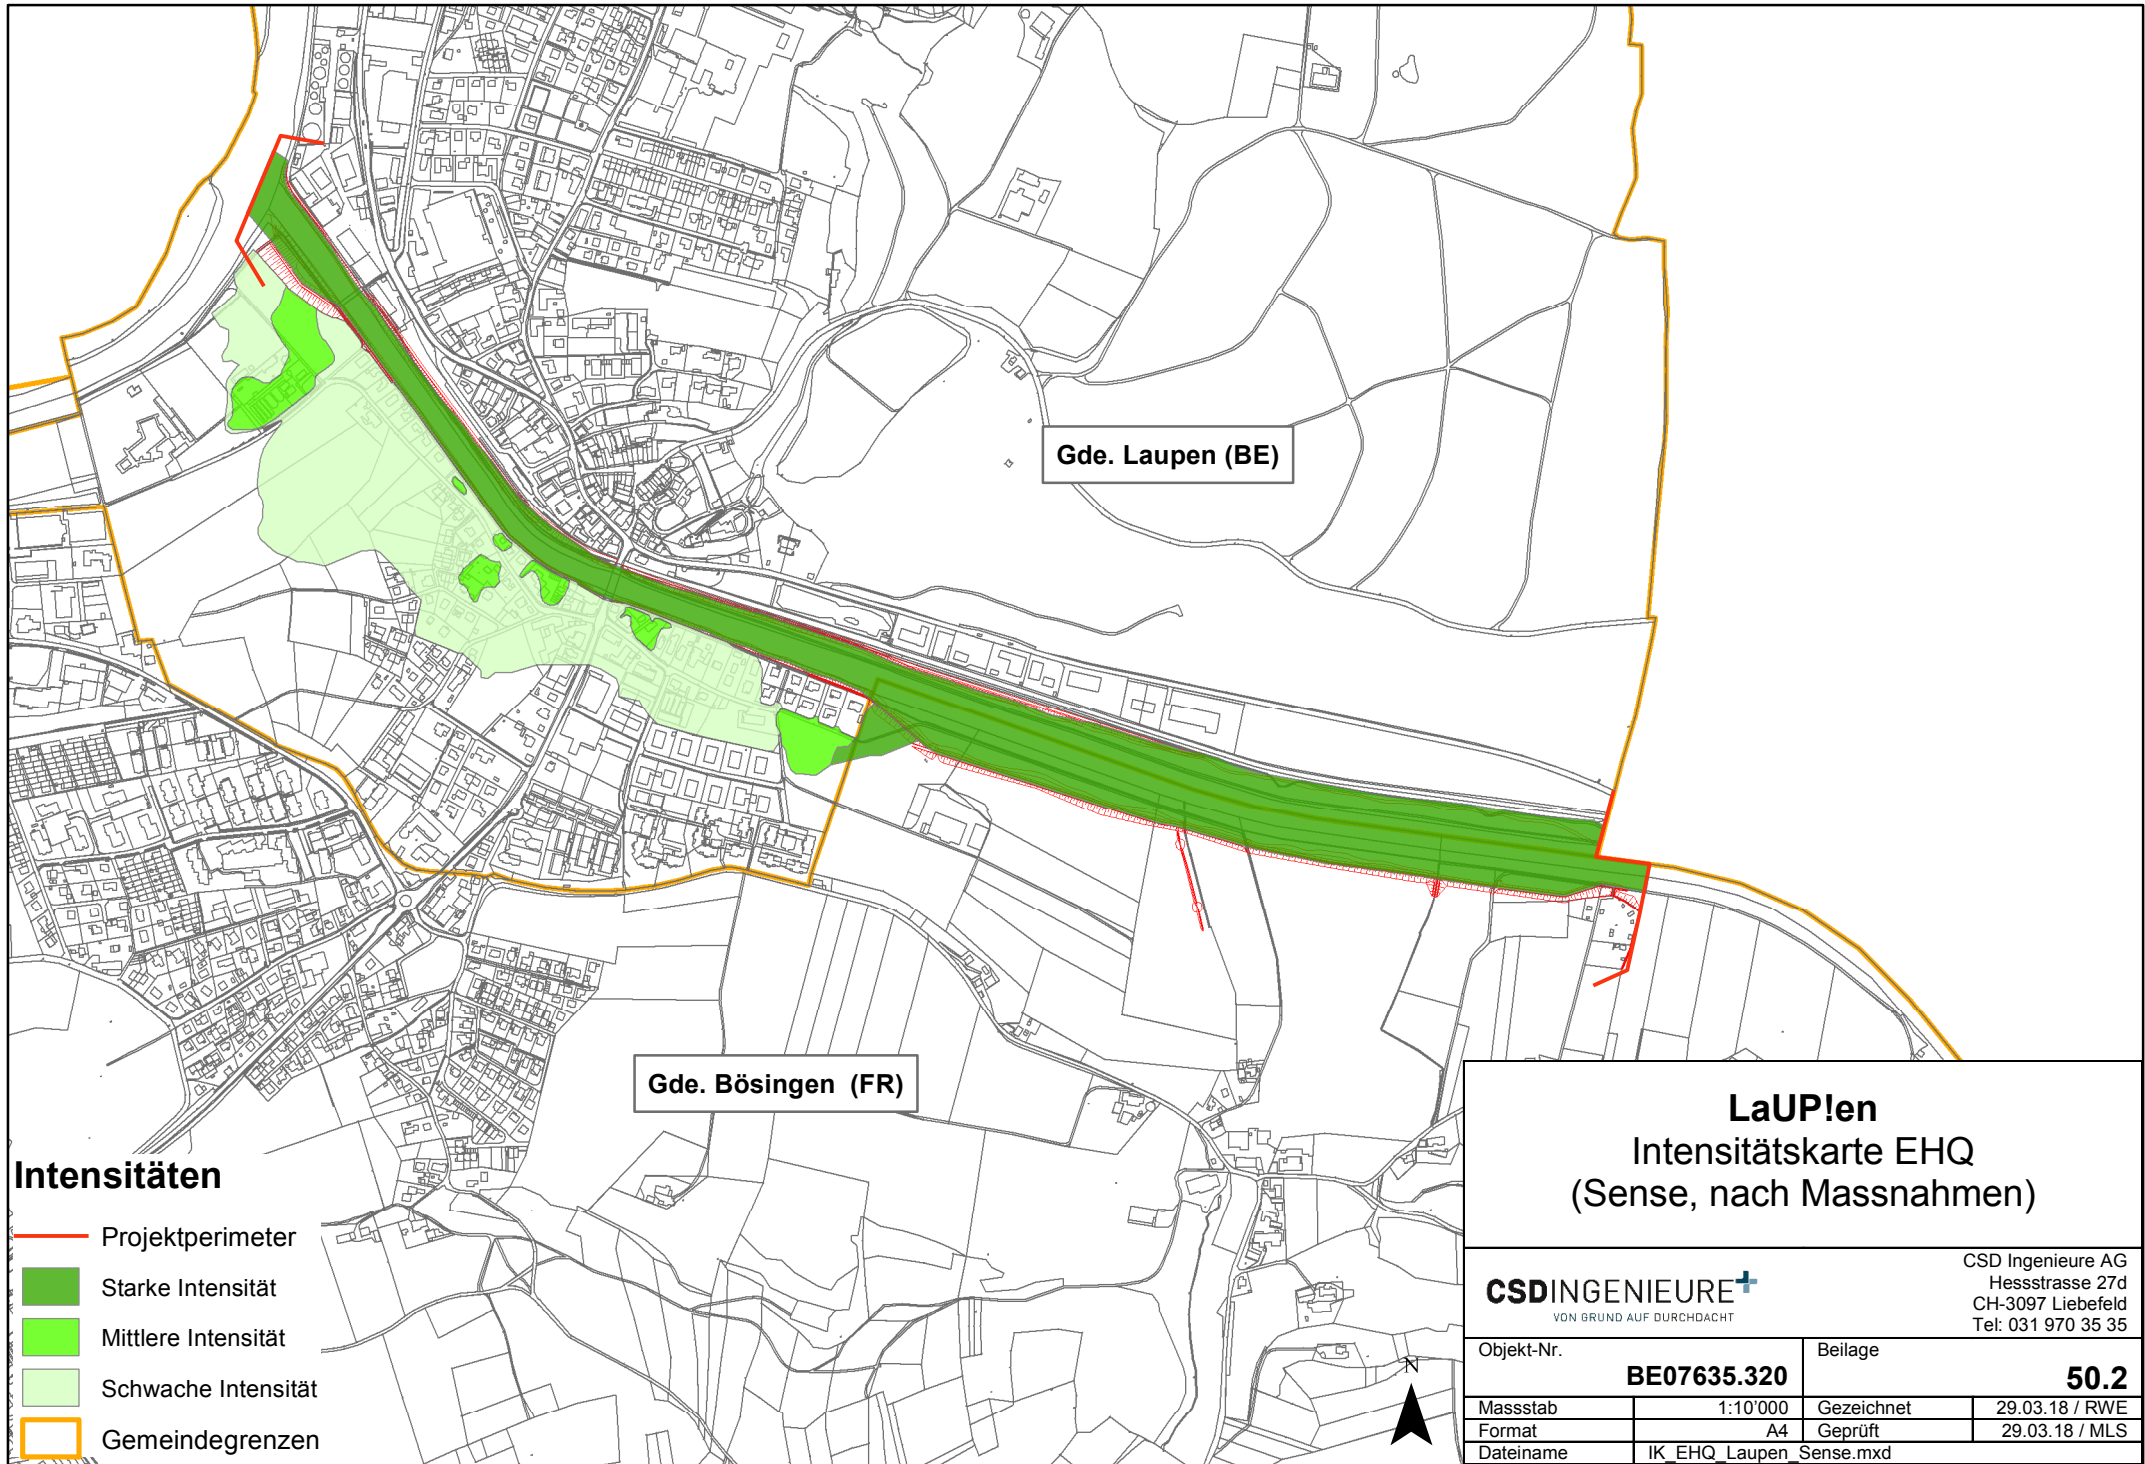 Gde. Laupen (BE)
Gde. Bösingen (FR)
Intensitäten
Projektperimeter
Starke Intensität
Mittlere Intensität
Schwache Intensität
Gemeindegrenzen
N
LaUP!en
Intensitätskarte EHQ
(Sense, nach Massnahmen)
CSDINGENIEURE+
VON GRUND AUF DURCHDACHT
CSD Ingenieure AG
Hessstrasse 27d
CH-3097 Liebefeld
Tel: 031 970 35 35
Objekt-Nr. BE07635.320
Beilage 50.2
Massstab 1:10'000 Gezeichnet 29.03.18 / RWE
Format A4 Geprüft 29.03.18 / MLS
Dateiname IK_EHQ_Laupen_Sense.mxd